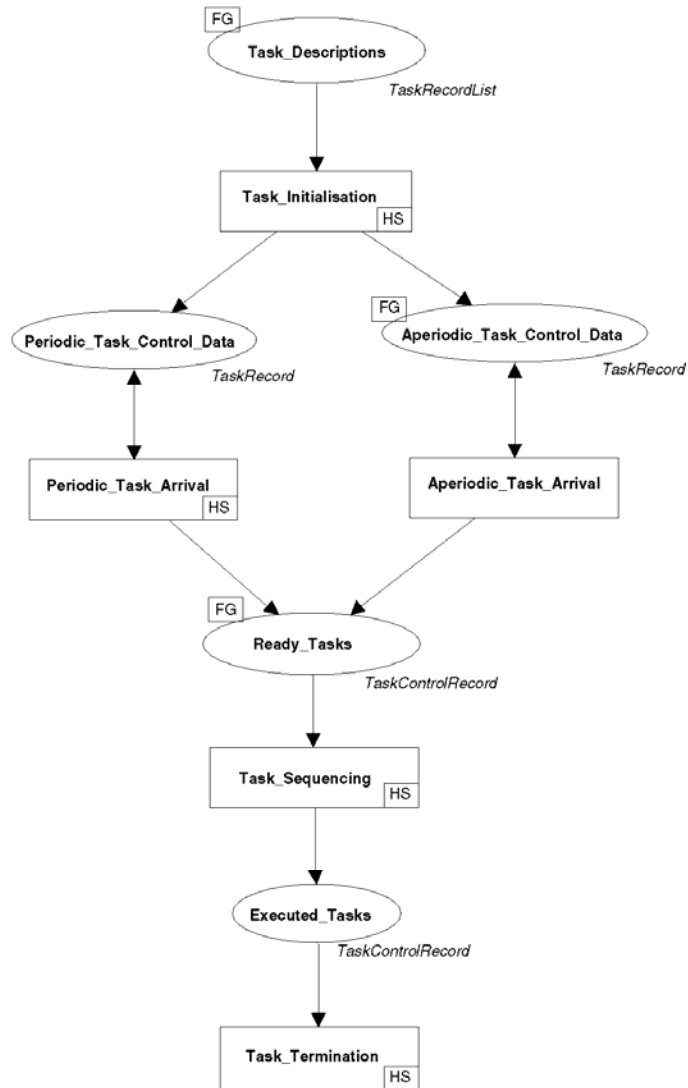 FG
Task_Descriptions
TaskRecordList
Task_Initialisation
HS
FG
Periodic_Task_Control_Data
Aperiodic_Task_Control_Data
TaskRecord
TaskRecord
Periodic_Task_Arrival
HS
Aperiodic_Task_Arrival
FG
Ready_Tasks
TaskControlRecord
Task_Sequencing
HS
Executed_Tasks
TaskControlRecord
Task_Termination
HS